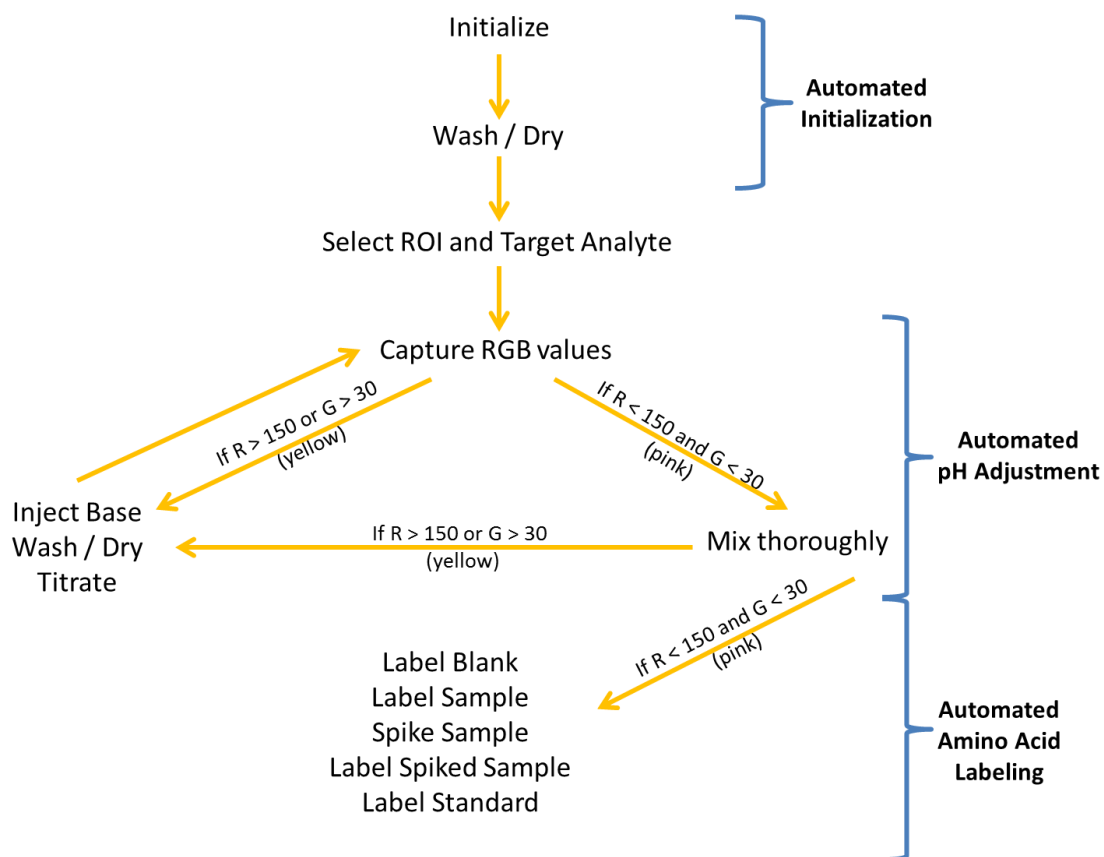 Initialize
Automated
Initialization
Wash / Dry
Select ROI and Target Analyte
Capture RGB values
If R > 150 or G > 30
(yellow)
If R < 150 and G < 30
(pink)
Automated
pH Adjustment
Inject Base
Wash / Dry
Titrate
If R > 150 or G > 30
(yellow)
Mix thoroughly
If R < 150 and G < 30
(pink)
Label Blank
Label Sample
Spike Sample
Label Spiked Sample
Label Standard
Automated
Amino Acid
Labeling